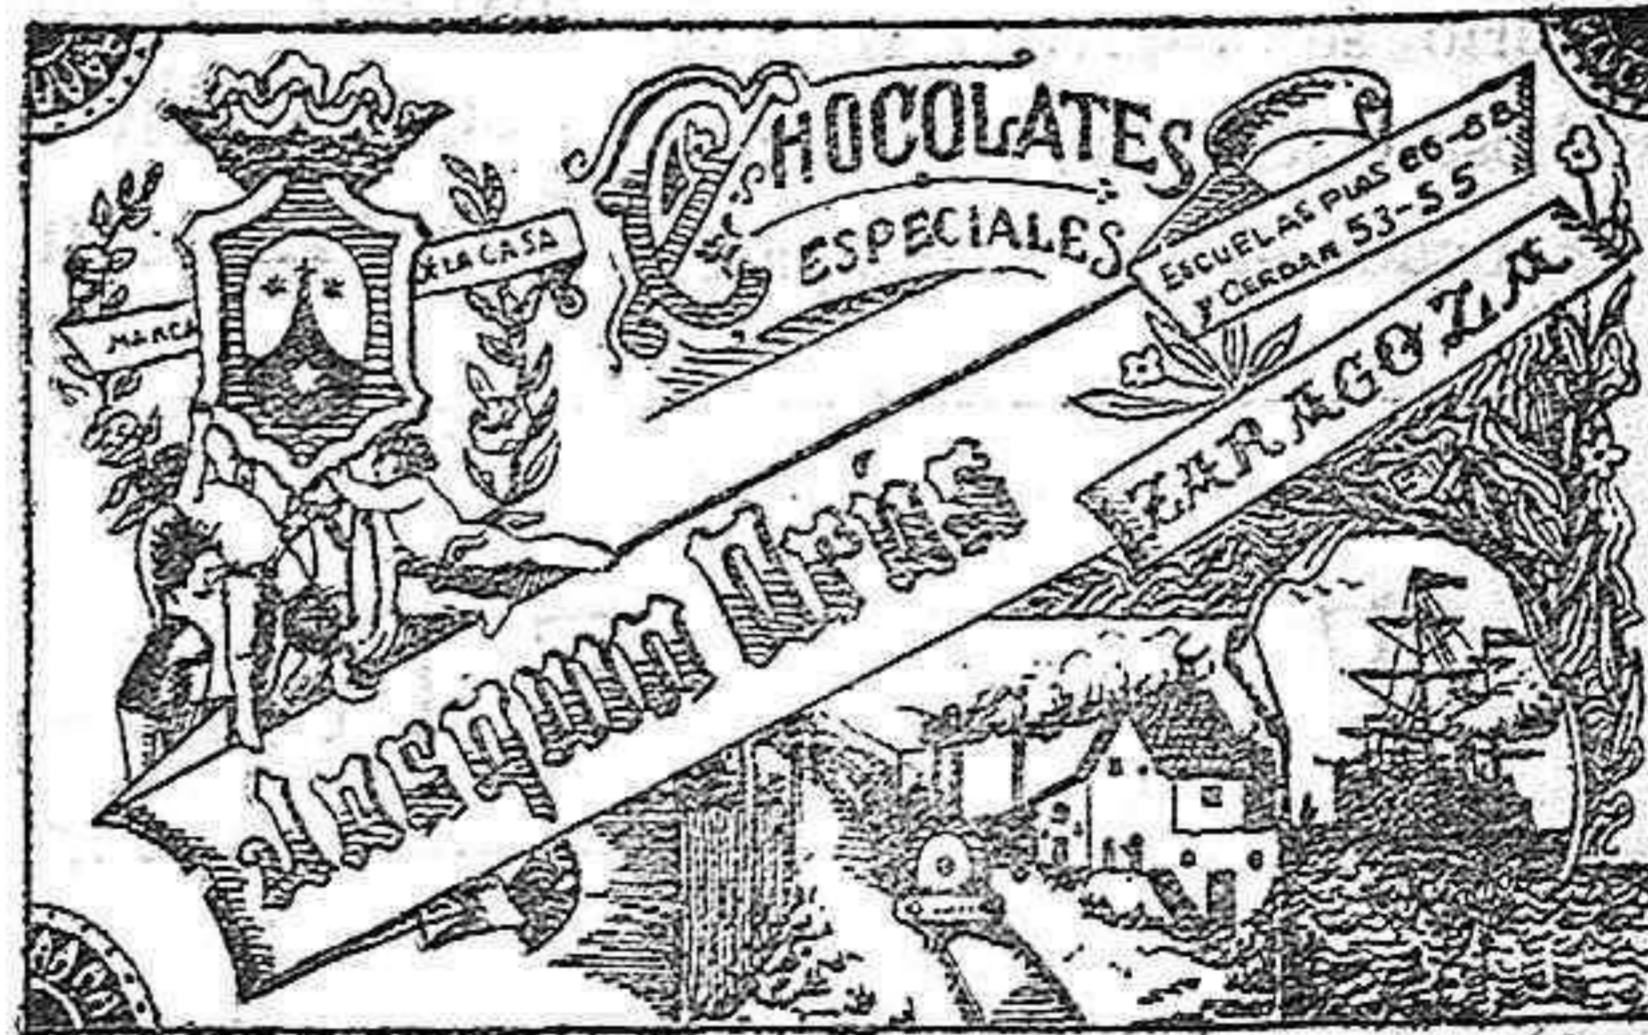 CHOCOLATES
ESPECIALES
MARCA
LA CASA
ESCUELAS PIAS 66-68
Y CERDAN 53-55
ZARAGOZA
Joaquin Orús